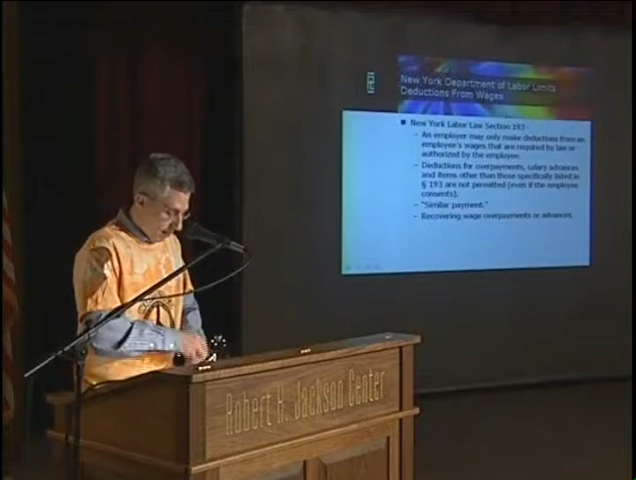 New York Department of Labor Limits
Deductions From Wages
New York Labor Law Section 193:
– An employer may only make deductions from an
employee's wages that are required by law or
authorized by the employee.
– Deductions for overpayments, salary advances
and items other than those specifically listed in
§ 193 are not permitted (even if the employee
consents).
– "Similar payment."
– Recovering wage overpayments or advances.
Robert H. Jackson Center